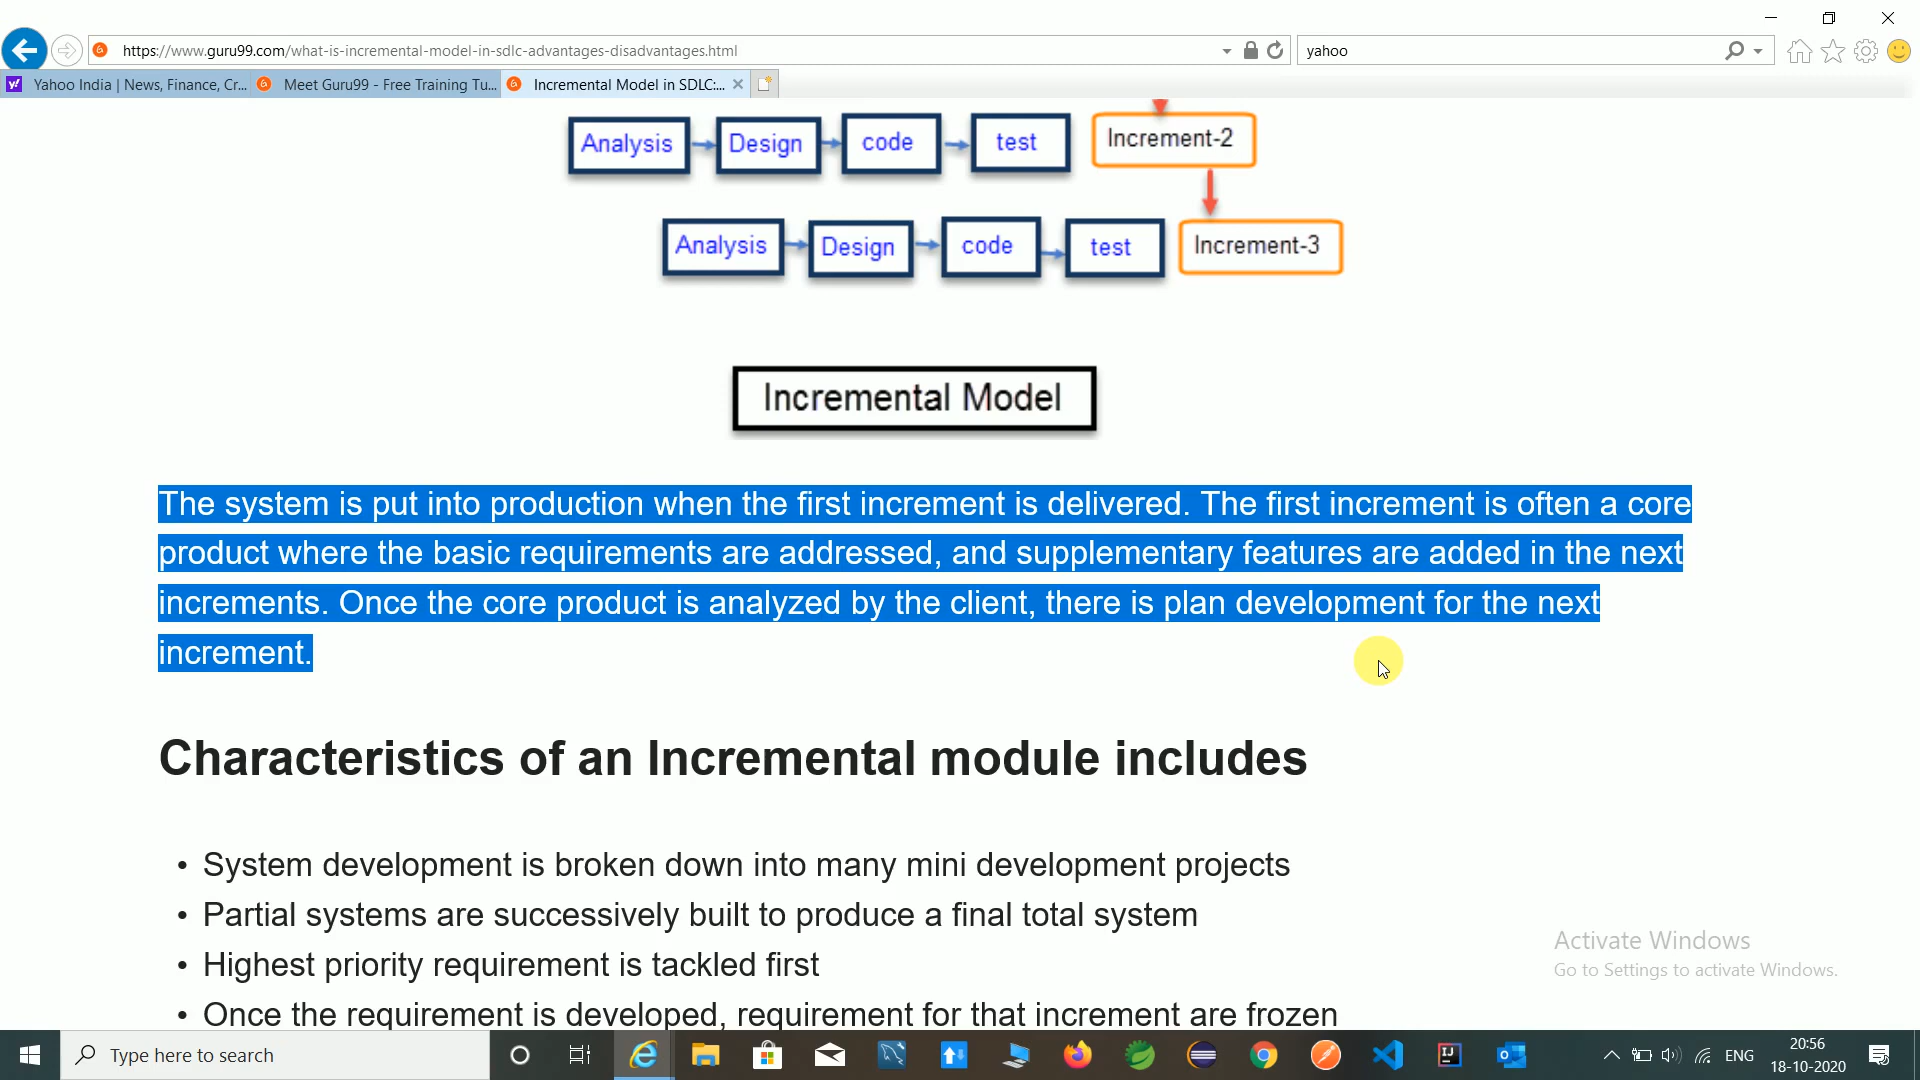 https://www.guru99.com/what-is-incremental-model-in-sdlc-advantages-disadvantages.html
yahoo
Yahoo India | News, Finance, Cr...
Meet Guru99 - Free Training Tu...
Incremental Model in SDLC:...
Analysis Design code test Increment-2
Analysis Design code test Increment-3
Incremental Model
The system is put into production when the first increment is delivered. The first increment is often a core
product where the basic requirements are addressed, and supplementary features are added in the next
increments. Once the core product is analyzed by the client, there is plan development for the next
increment.
Characteristics of an Incremental module includes
• System development is broken down into many mini development projects
• Partial systems are successively built to produce a final total system
• Highest priority requirement is tackled first
• Once the requirement is developed, requirement for that increment are frozen
Activate Windows
Go to Settings to activate Windows.
Type here to search
ENG
20:56
18-10-2020